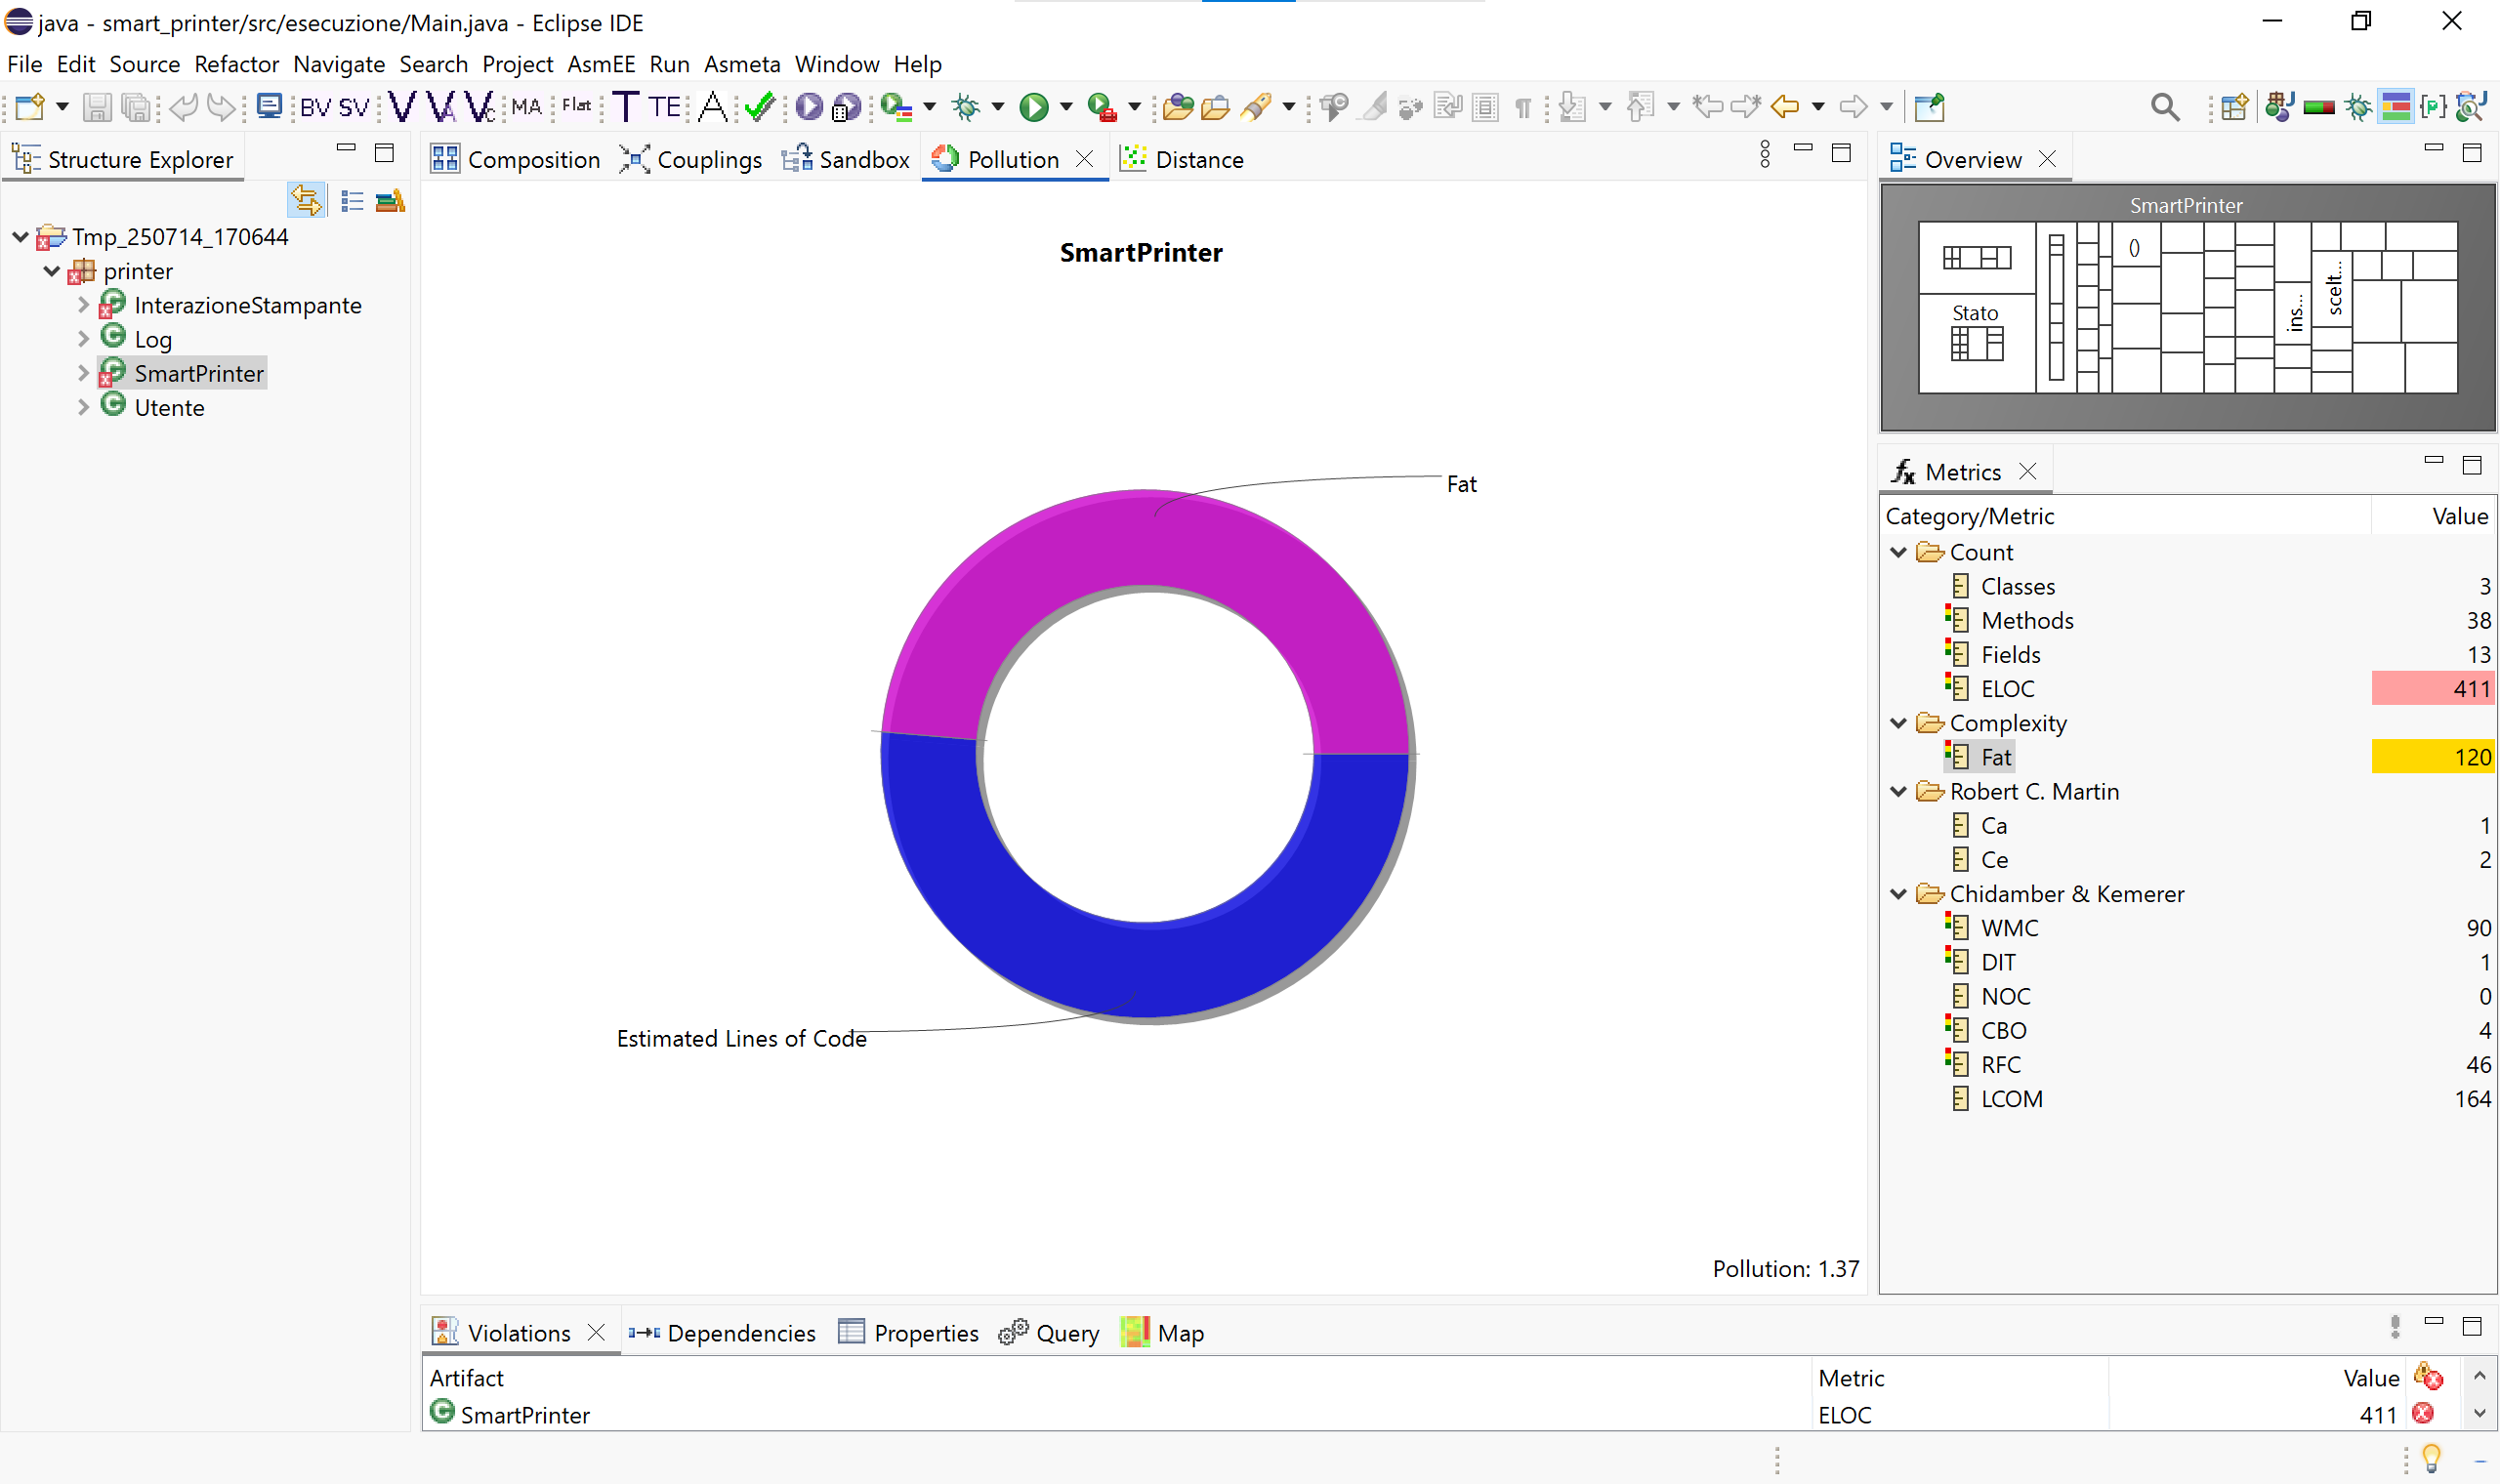 java - smart_printer/src/esecuzione/Main.java - Eclipse IDE
File Edit Source Refactor Navigate Search Project AsmEE Run Asmeta Window Help
BV SV V VA Vc MA Flat T TE A
Structure Explorer
Tmp_250714_170644
printer
InterazioneStampante
Log
SmartPrinter
Utente
Composition Couplings Sandbox Pollution Distance
SmartPrinter
Fat
Estimated Lines of Code
Pollution: 1.37
Overview
SmartPrinter
Stato
()
ins...
scelt...
Metrics
Category/Metric Value
Count
Classes 3
Methods 38
Fields 13
ELOC 411
Complexity
Fat 120
Robert C. Martin
Ca 1
Ce 2
Chidamber & Kemerer
WMC 90
DIT 1
NOC 0
CBO 4
RFC 46
LCOM 164
Violations Dependencies Properties Query Map
Artifact Metric Value
SmartPrinter ELOC 411